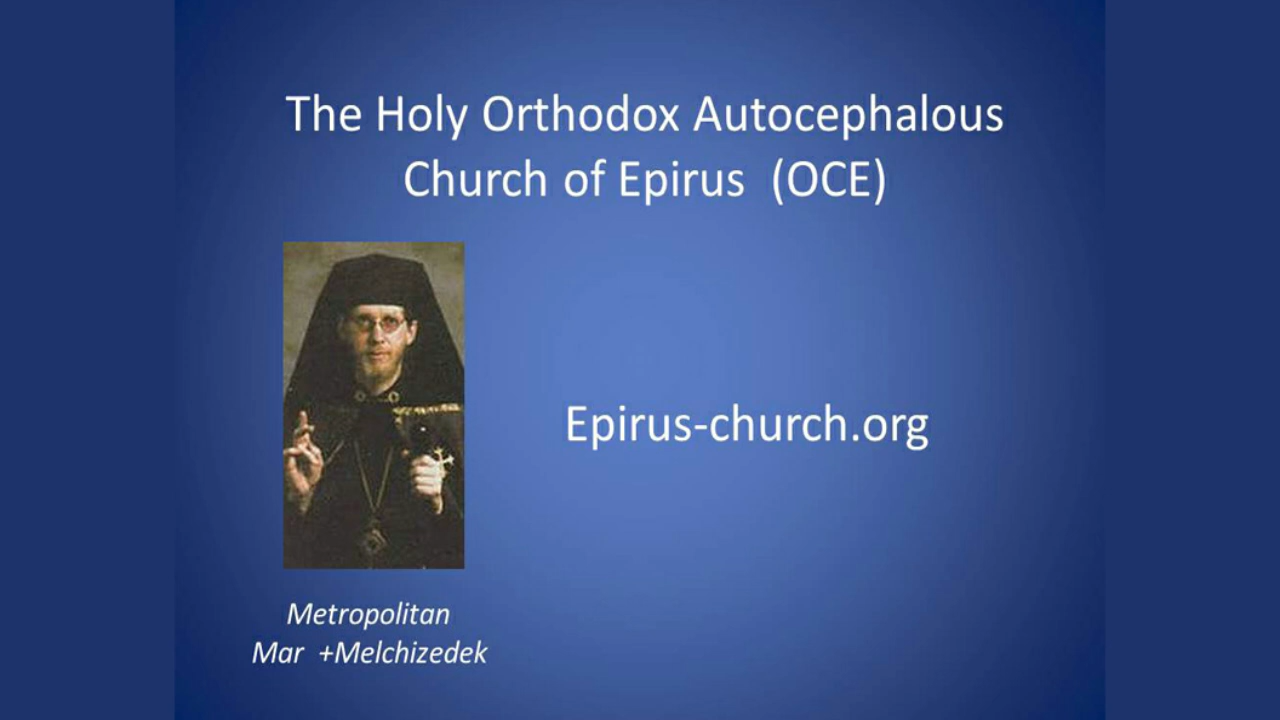 The Holy Orthodox Autocephalous
Church of Epirus (OCE)
Epirus-church.org
Metropolitan
Mar +Melchizedek